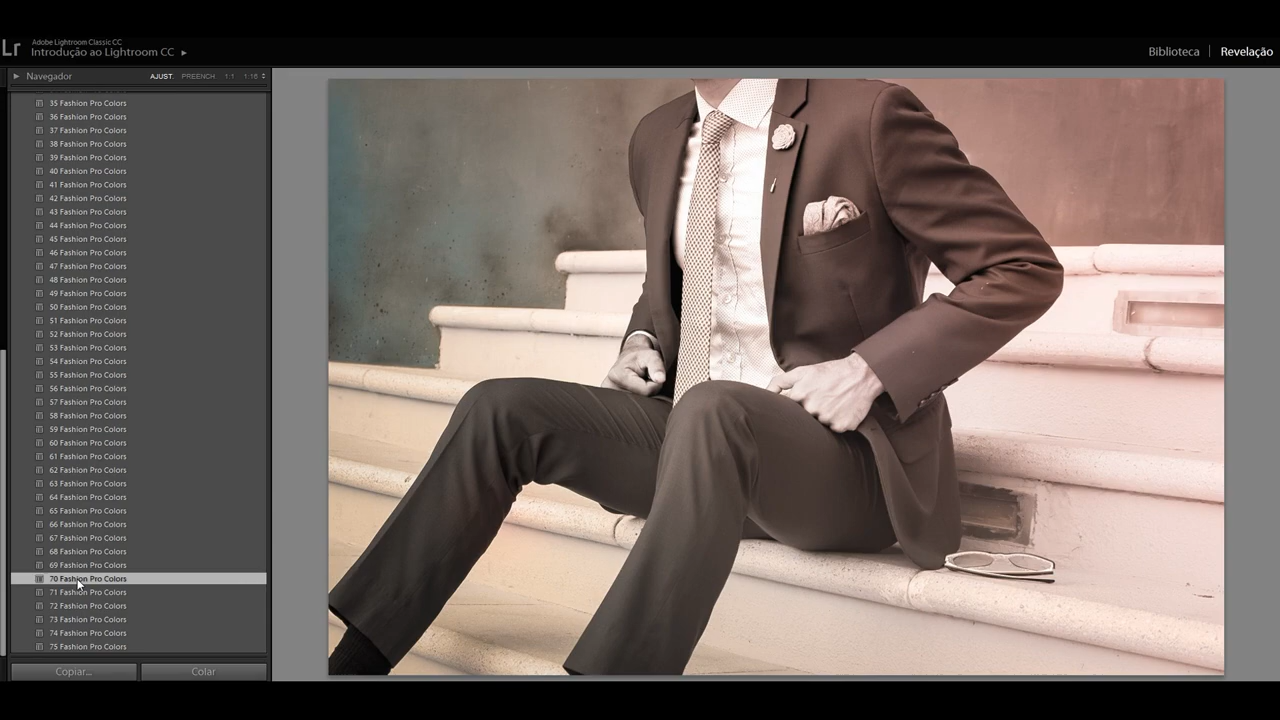 Lr
Adobe Lightroom Classic CC
Introdução ao Lightroom CC
Biblioteca
Revelação
Navegador
AJUST.
PREENCH
1:1
1:16
35 Fashion Pro Colors
36 Fashion Pro Colors
37 Fashion Pro Colors
38 Fashion Pro Colors
39 Fashion Pro Colors
40 Fashion Pro Colors
41 Fashion Pro Colors
42 Fashion Pro Colors
43 Fashion Pro Colors
44 Fashion Pro Colors
45 Fashion Pro Colors
46 Fashion Pro Colors
47 Fashion Pro Colors
48 Fashion Pro Colors
49 Fashion Pro Colors
50 Fashion Pro Colors
51 Fashion Pro Colors
52 Fashion Pro Colors
53 Fashion Pro Colors
54 Fashion Pro Colors
55 Fashion Pro Colors
56 Fashion Pro Colors
57 Fashion Pro Colors
58 Fashion Pro Colors
59 Fashion Pro Colors
60 Fashion Pro Colors
61 Fashion Pro Colors
62 Fashion Pro Colors
63 Fashion Pro Colors
64 Fashion Pro Colors
65 Fashion Pro Colors
66 Fashion Pro Colors
67 Fashion Pro Colors
68 Fashion Pro Colors
69 Fashion Pro Colors
70 Fashion Pro Colors
71 Fashion Pro Colors
72 Fashion Pro Colors
73 Fashion Pro Colors
74 Fashion Pro Colors
75 Fashion Pro Colors
Copiar...
Colar